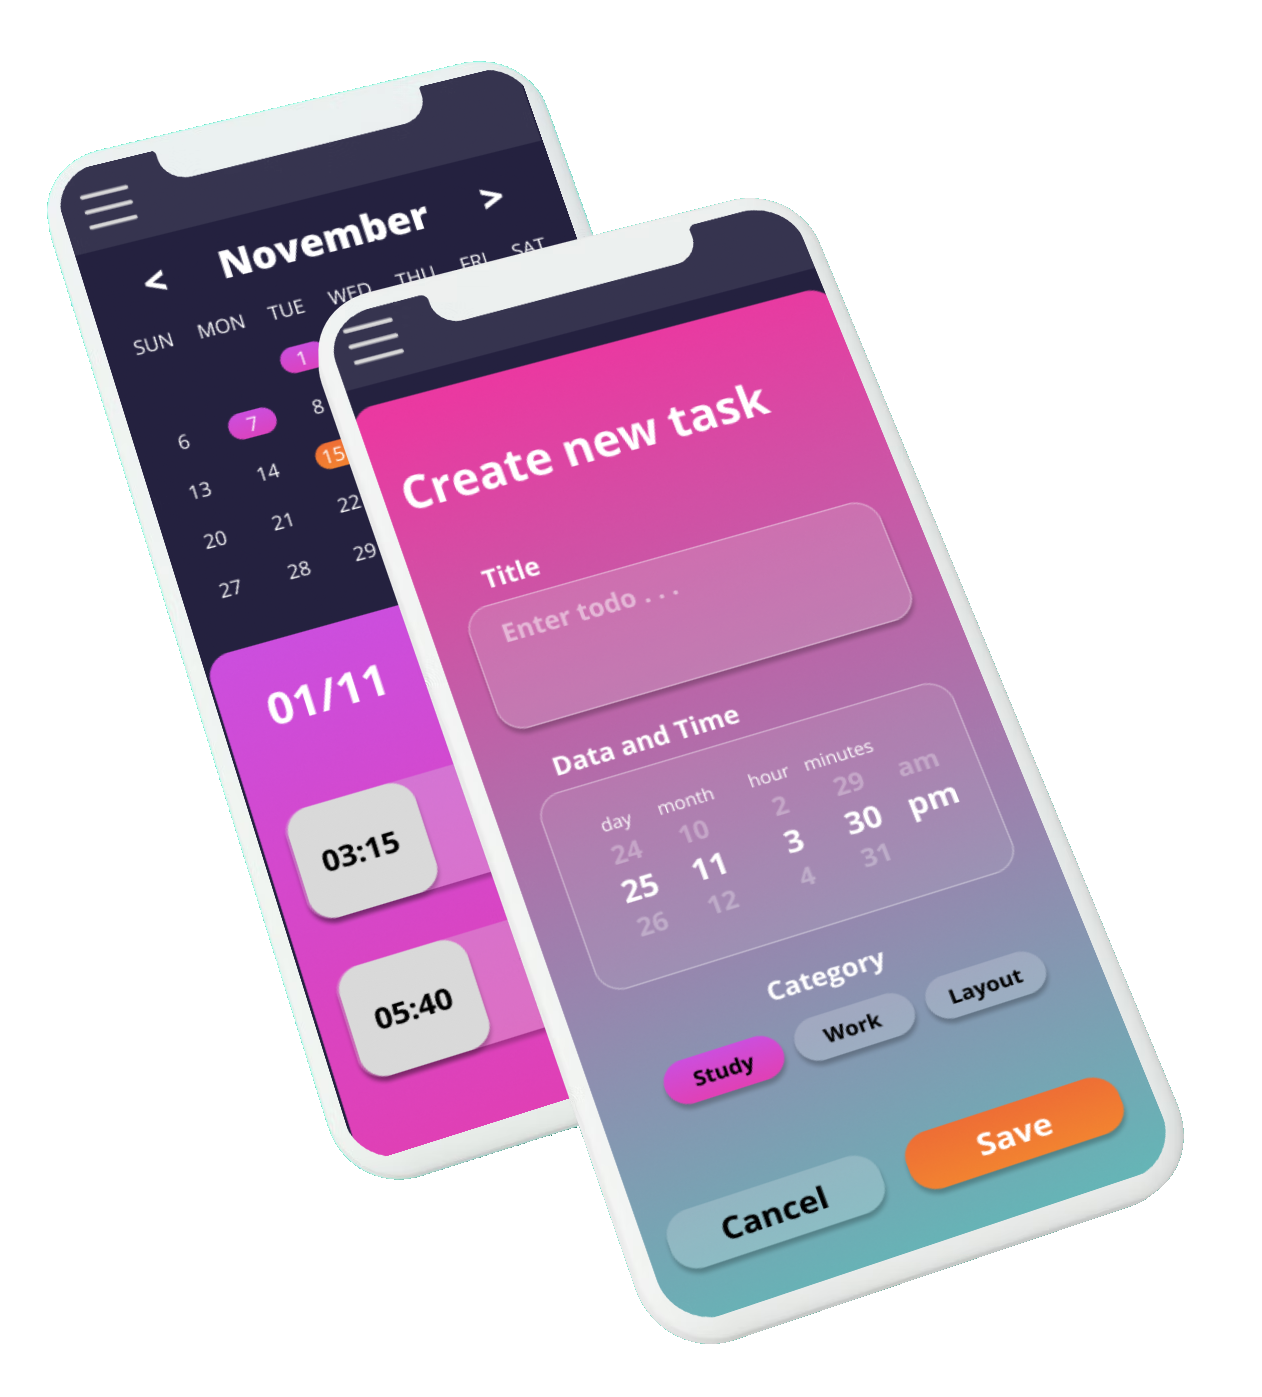 < November >
SUN MON TUE WED THU FRI SAT
1
6 7 8
13 14 15
20 21 22
27 28 29
01/11
03:15
05:40
Create new task
Title
Enter todo . . .
Data and Time
day month hour minutes
24 10 2 29 am
25 11 3 30 pm
26 12 4 31
Category
Study Work Layout
Cancel Save